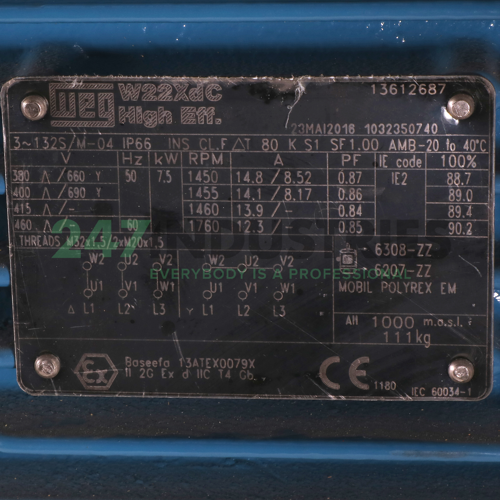 WEG W22Xdc 13612687
High Eff.
23MAI2016 1032350740
3~132S/M-04 IP66 INS CL.F ΔT 80 K S1 SF1.00 AMB-20 to 40°C
V Hz kW RPM A PF IE code 100%
380 Δ/660 Y 50 7.5 1450 14.8/8.52 0.87 IE2 88.7
400 Δ/690 Y 1455 14.1/8.17 0.86 89.0
415 Δ/- 1460 13.9/- 0.84 89.4
460 Δ/- 60 1760 12.3/- 0.85 90.2
THREADS M32x1,5/2xM20x1,5
247 INDUSTRIES
EVERYBODY IS A SOMEBODY TO US
W2 U2 V2 W2 U2 V2 6308-ZZ
6207-ZZ
U1 V1 W1 U1 V1 W1 MOBIL POLYREX EM
Δ L1 L2 L3 Y L1 L2 L3
AH 1000 m.a.s.l.
111kg
Ex Baseefa 13ATEX0079X
II 2G Ex d IIC T4 Gb
CE 1180 IEC 60034-1